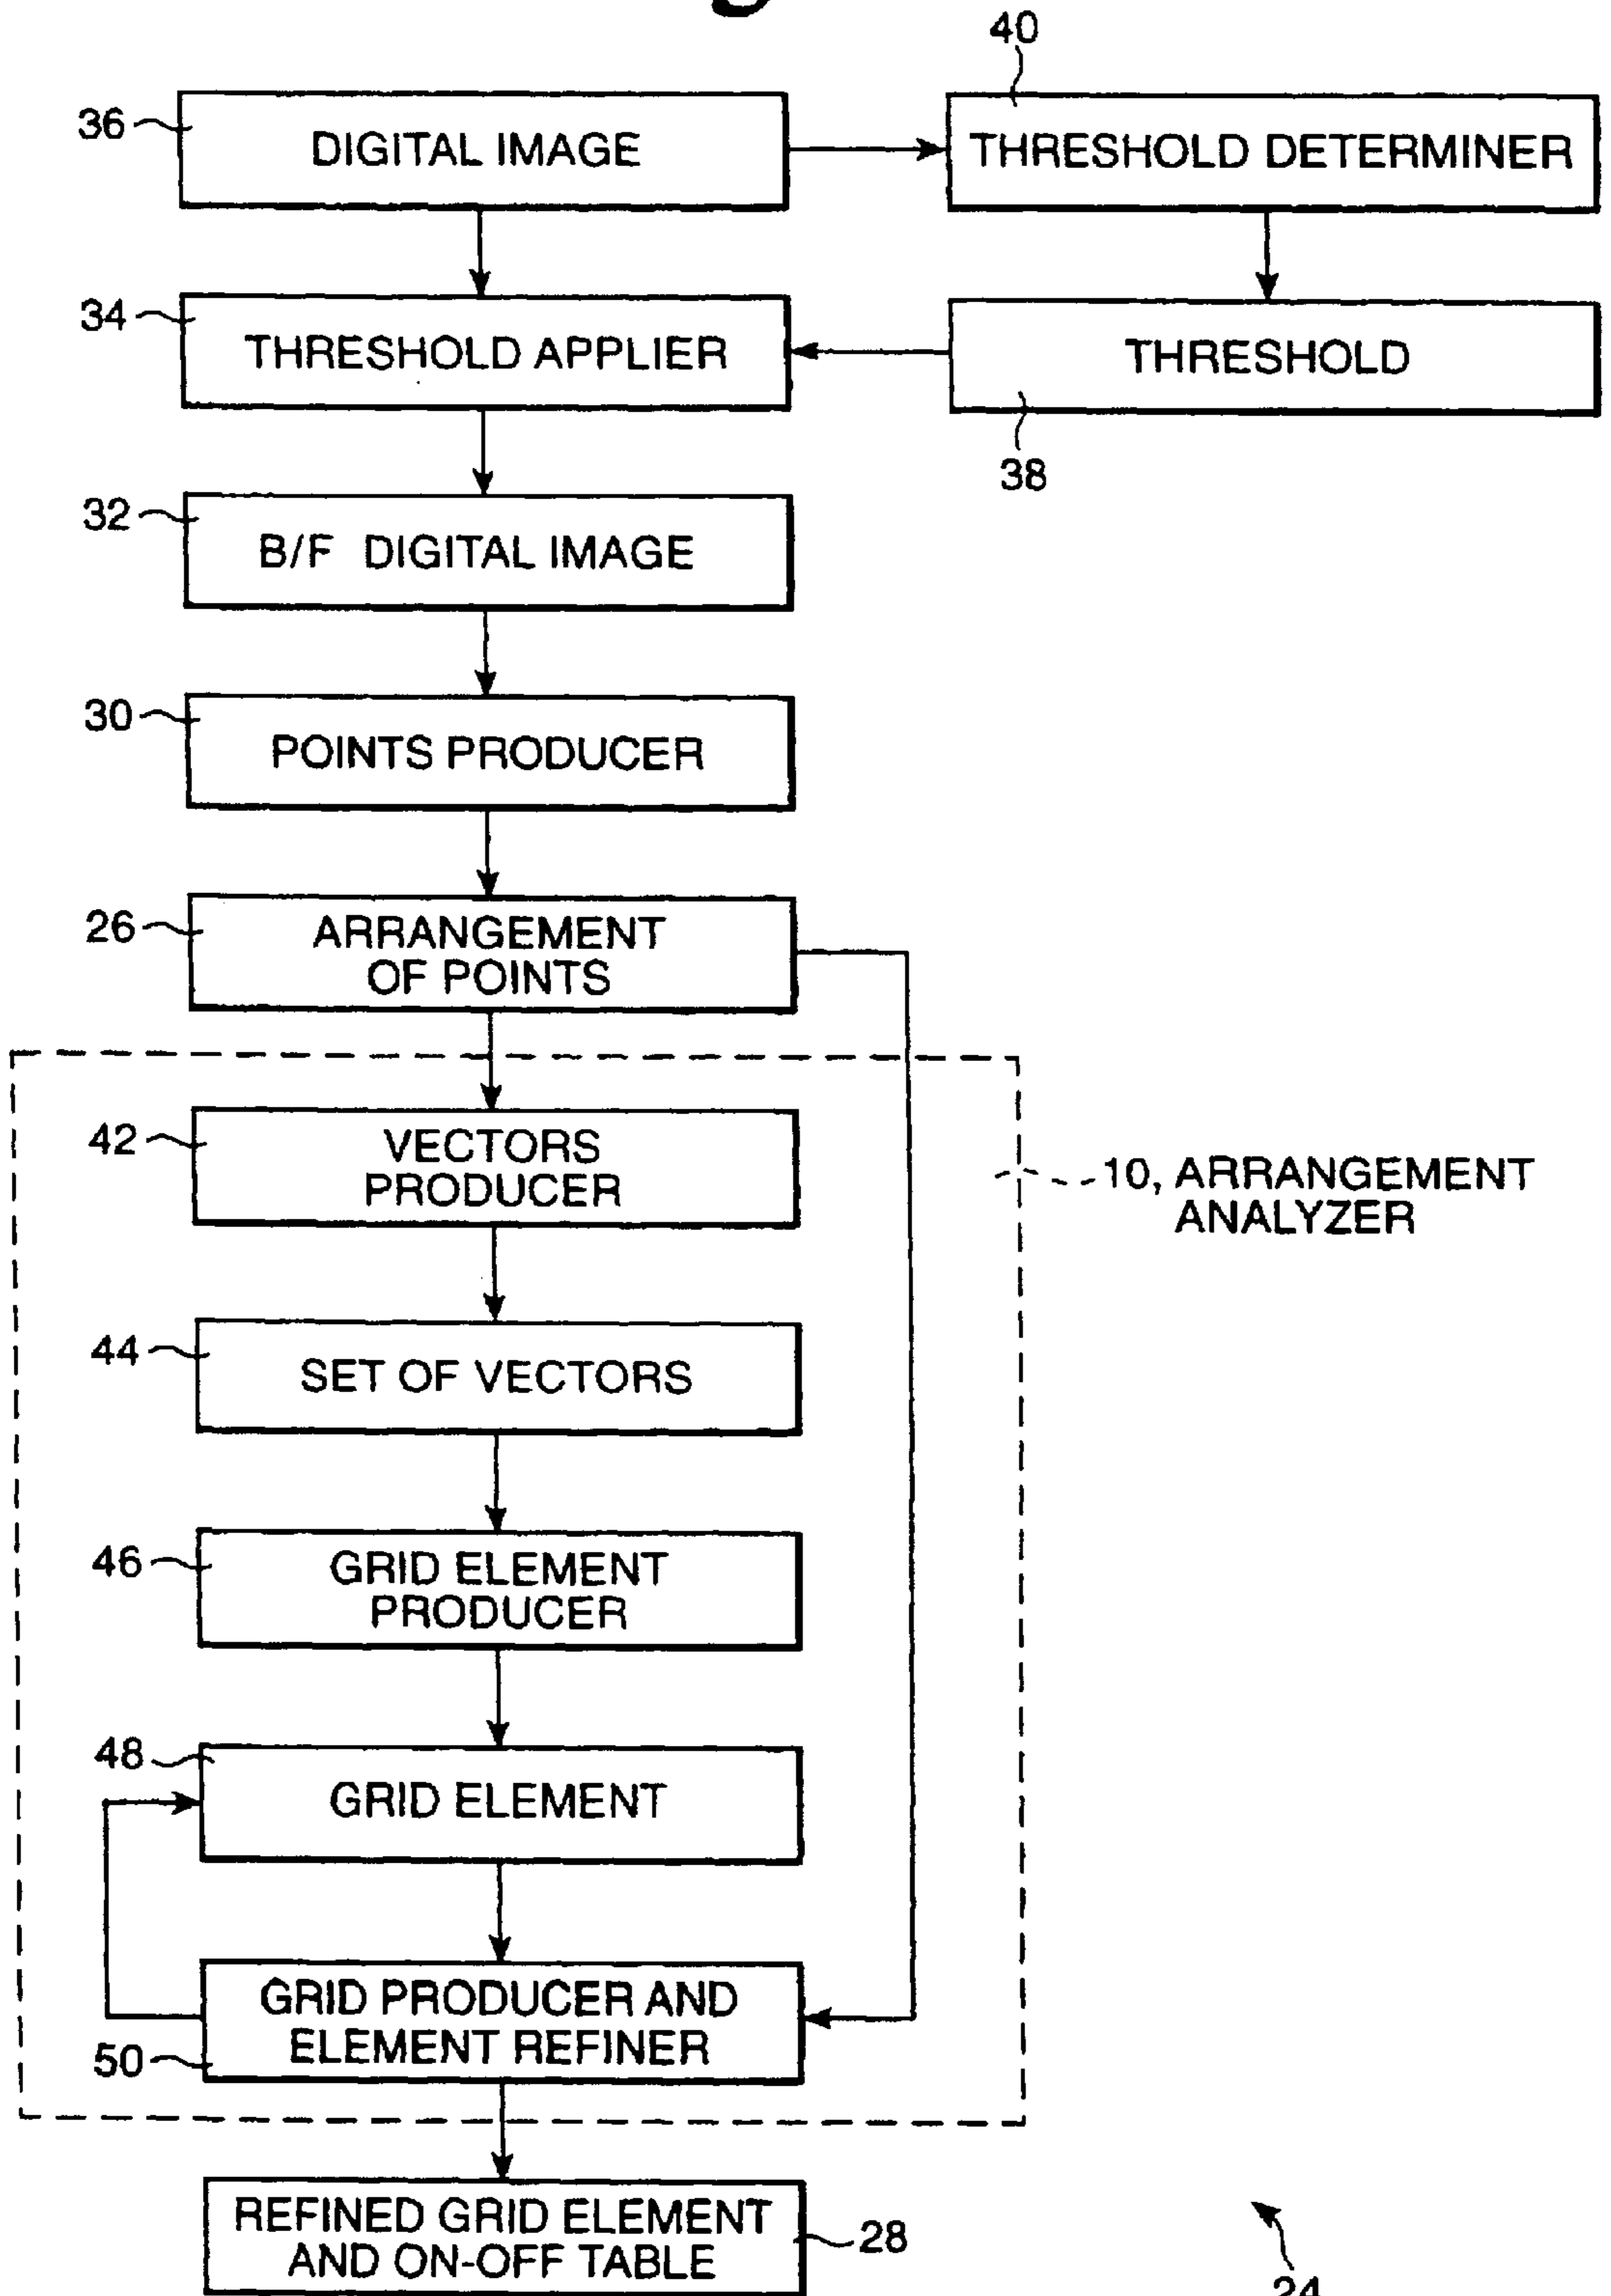 40
36
DIGITAL IMAGE
THRESHOLD DETERMINER
34
THRESHOLD APPLIER
THRESHOLD
38
32
B/F DIGITAL IMAGE
30
POINTS PRODUCER
26
ARRANGEMENT
OF POINTS
42
VECTORS
PRODUCER
10, ARRANGEMENT
ANALYZER
44
SET OF VECTORS
46
GRID ELEMENT
PRODUCER
48
GRID ELEMENT
GRID PRODUCER AND
ELEMENT REFINER
50
REFINED GRID ELEMENT
AND ON-OFF TABLE
28
24